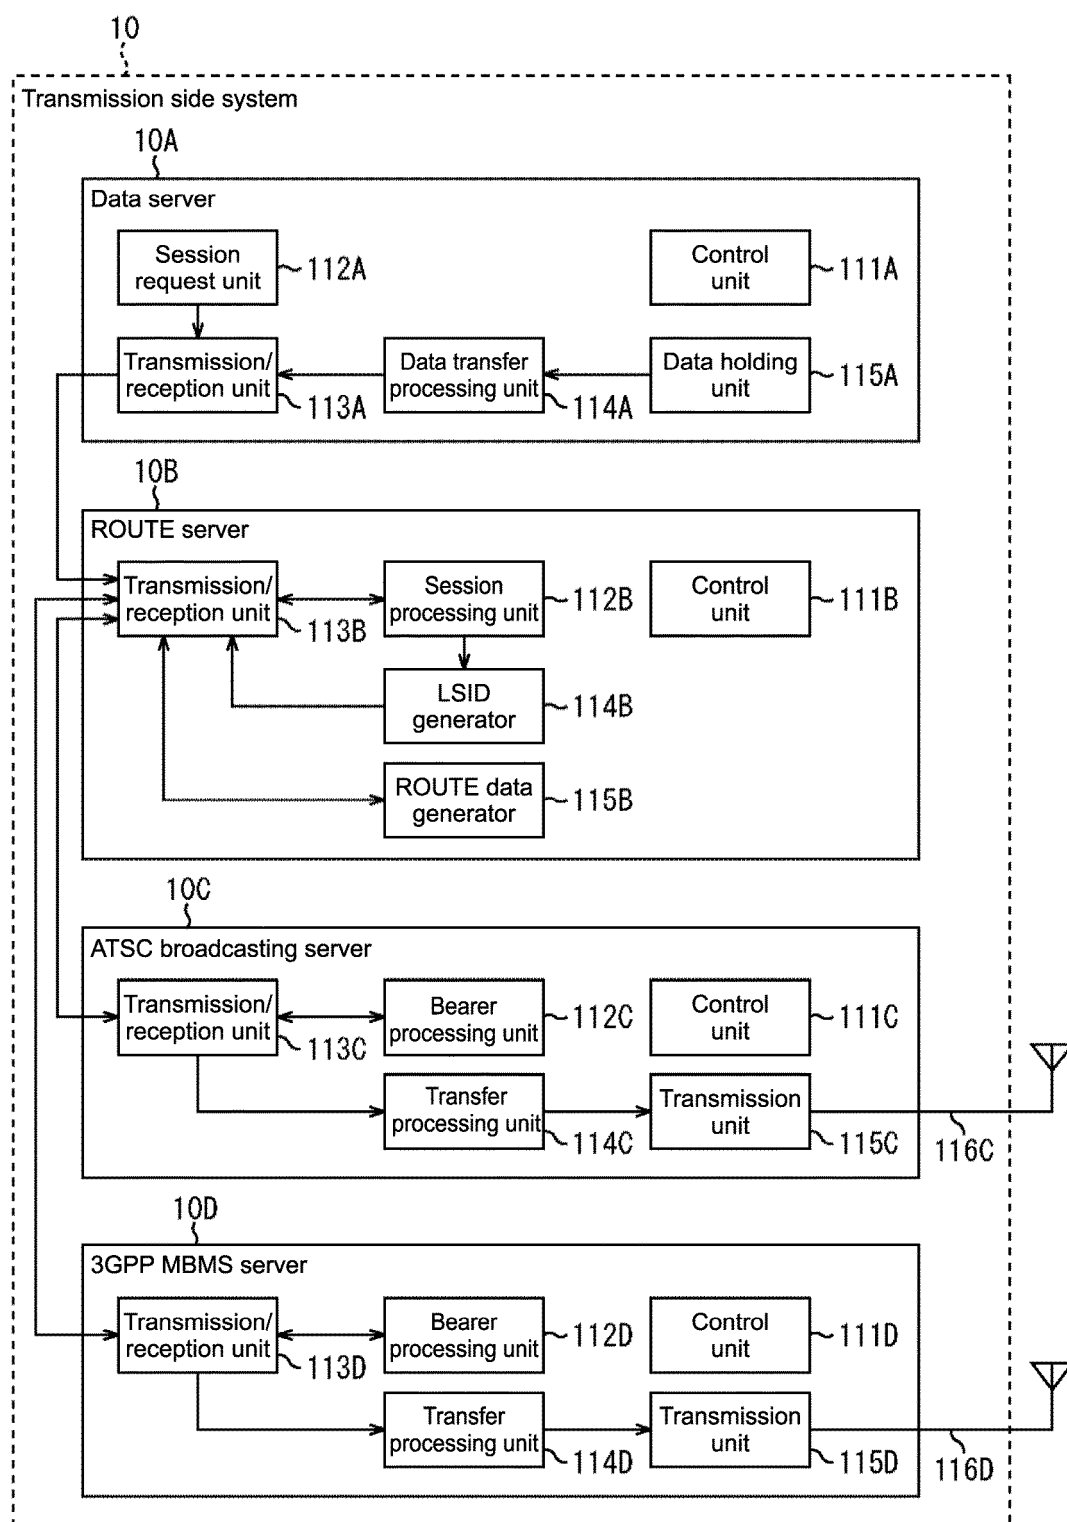 10
Transmission side system
10A
Data server
Session
request unit
112A
Control
unit
111A
Transmission/
reception unit
113A
Data transfer
processing unit
114A
Data holding
unit
115A
10B
ROUTE server
Transmission/
reception unit
113B
Session
processing unit
112B
Control
unit
111B
LSID
generator
114B
ROUTE data
generator
115B
10C
ATSC broadcasting server
Transmission/
reception unit
113C
Bearer
processing unit
112C
Control
unit
111C
Transfer
processing unit
114C
Transmission
unit
115C
116C
10D
3GPP MBMS server
Transmission/
reception unit
113D
Bearer
processing unit
112D
Control
unit
111D
Transfer
processing unit
114D
Transmission
unit
115D
116D